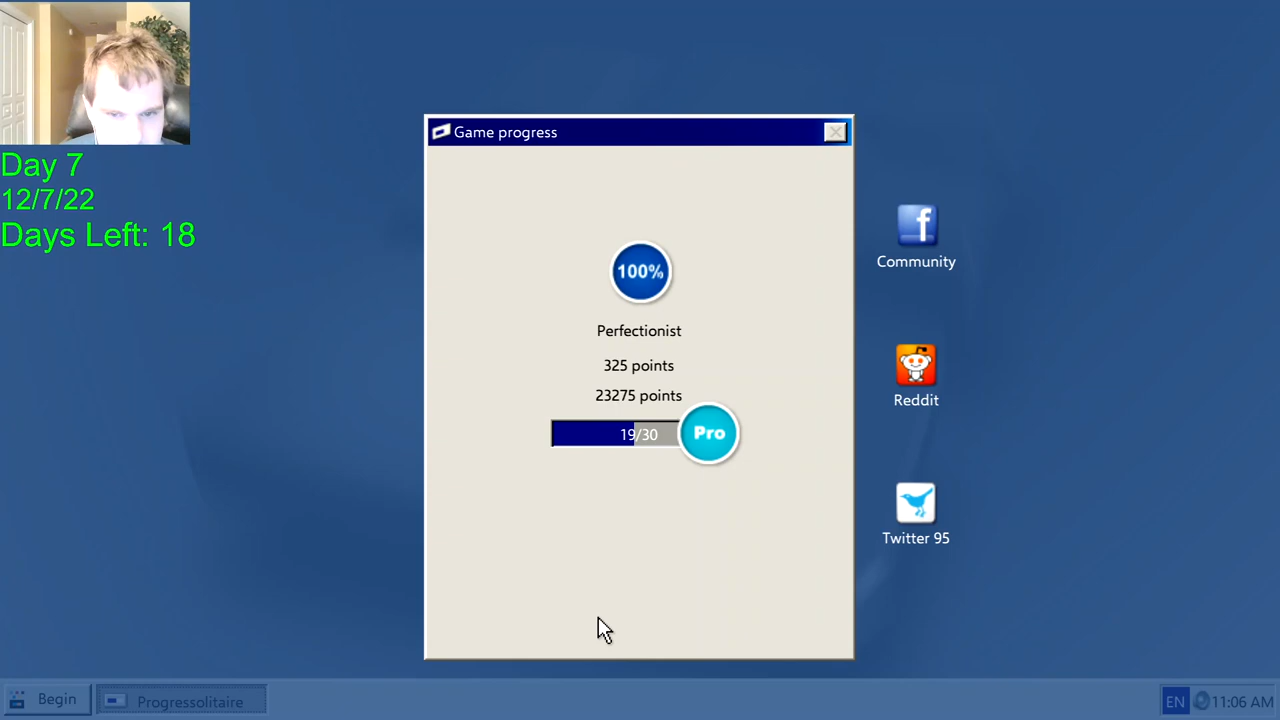 Day 7
12/7/22
Days Left: 18
Game progress
100%
Perfectionist
325 points
23275 points
19/30
Pro
Community
Reddit
Twitter 95
Begin
Progressolitaire
EN
11:06 AM